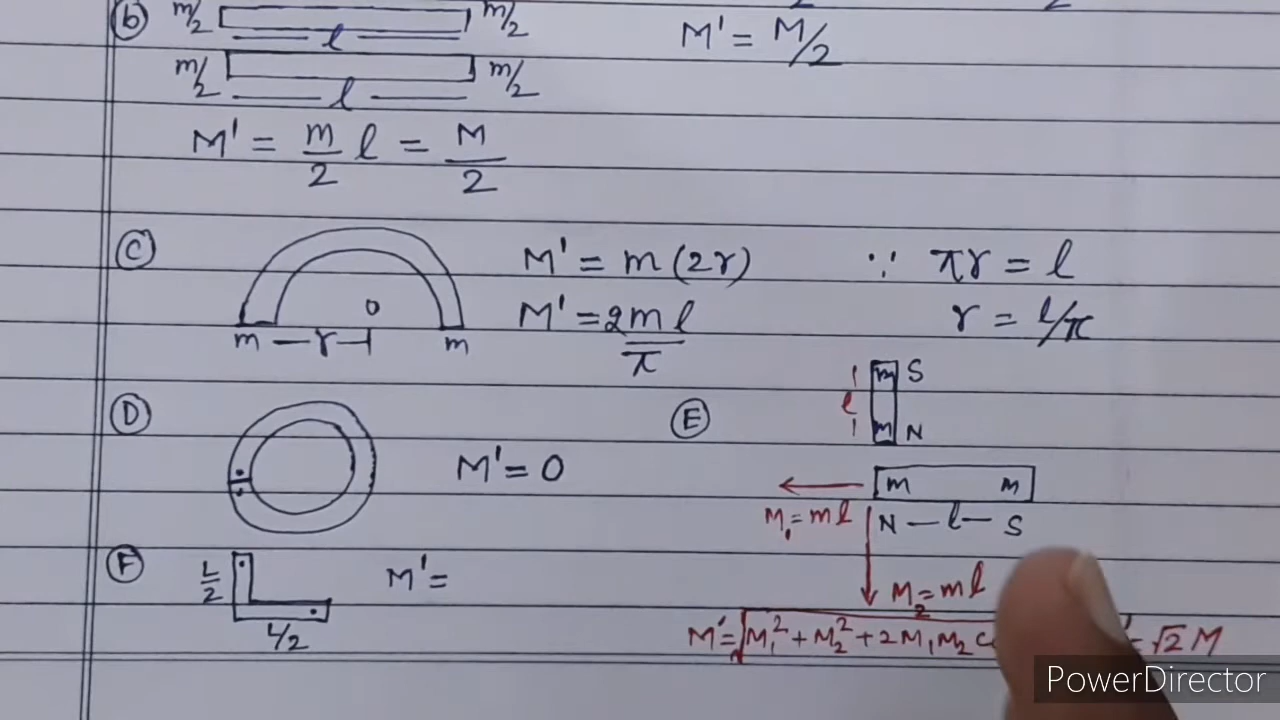 (b) m/2 m/2
l
M' = M/2
m/2 m/2
l
M' = m/2 l = M/2
(C) M' = m(2r) ∵ πr = l
O
m r m
M' = 2ml/π r = l/π
(D) M' = 0
(E) m S
l
m N
m m
M₁ = ml N — l — S
M₂ = ml
M' = √M₁² + M₂² + 2M₁M₂ = √2 M
(F) L/2 M' =
L/2
PowerDirector